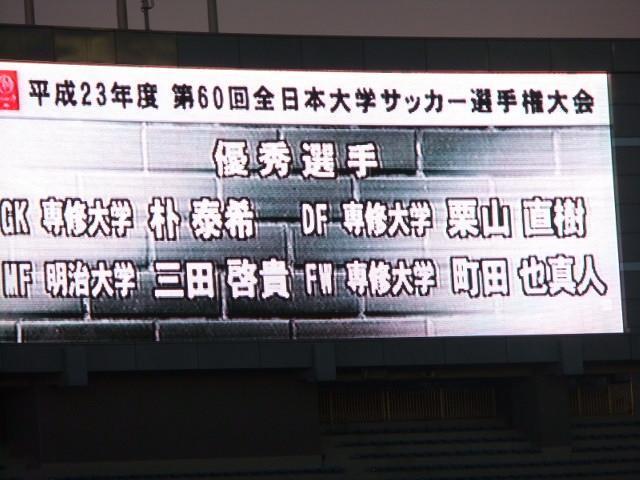 平成23年度 第60回全日本大学サッカー選手権大会
優秀選手
GK 専修大学 朴 泰希 DF 専修大学 栗山 直樹
MF 明治大学 三田 啓貴 FW 専修大学 町田 也真人